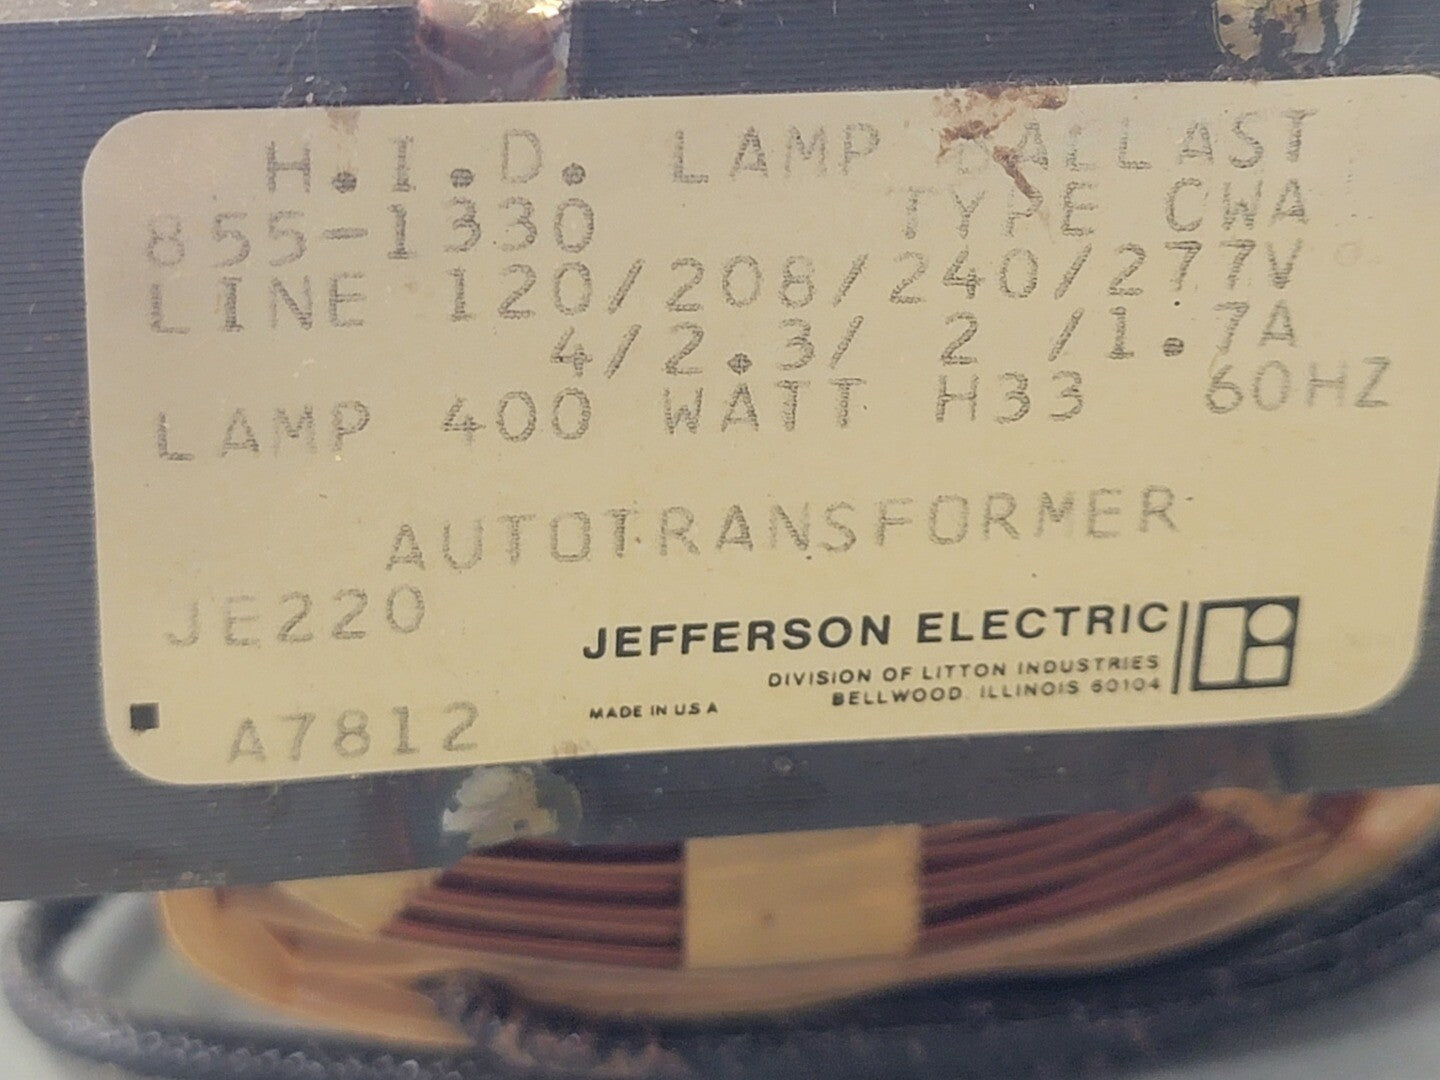 H.I.D. LAMP BALLAST
855-1330 TYPE CWA
LINE 120/208/240/277V
4/2.3/ 2 /1.7A
LAMP 400 WATT H33 60HZ
AUTOTRANSFORMER
JE220
JEFFERSON ELECTRIC
DIVISION OF LITTON INDUSTRIES
BELLWOOD, ILLINOIS 60104
MADE IN USA
A7812